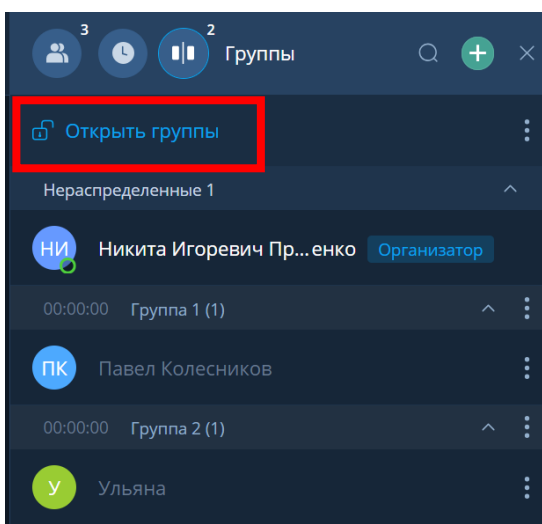 3 2 Группы
Открыть группы
Нераспределенные 1
НИ Никита Игоревич Пр...енко Организатор
00:00:00 Группа 1 (1)
ПК Павел Колесников
00:00:00 Группа 2 (1)
У Ульяна